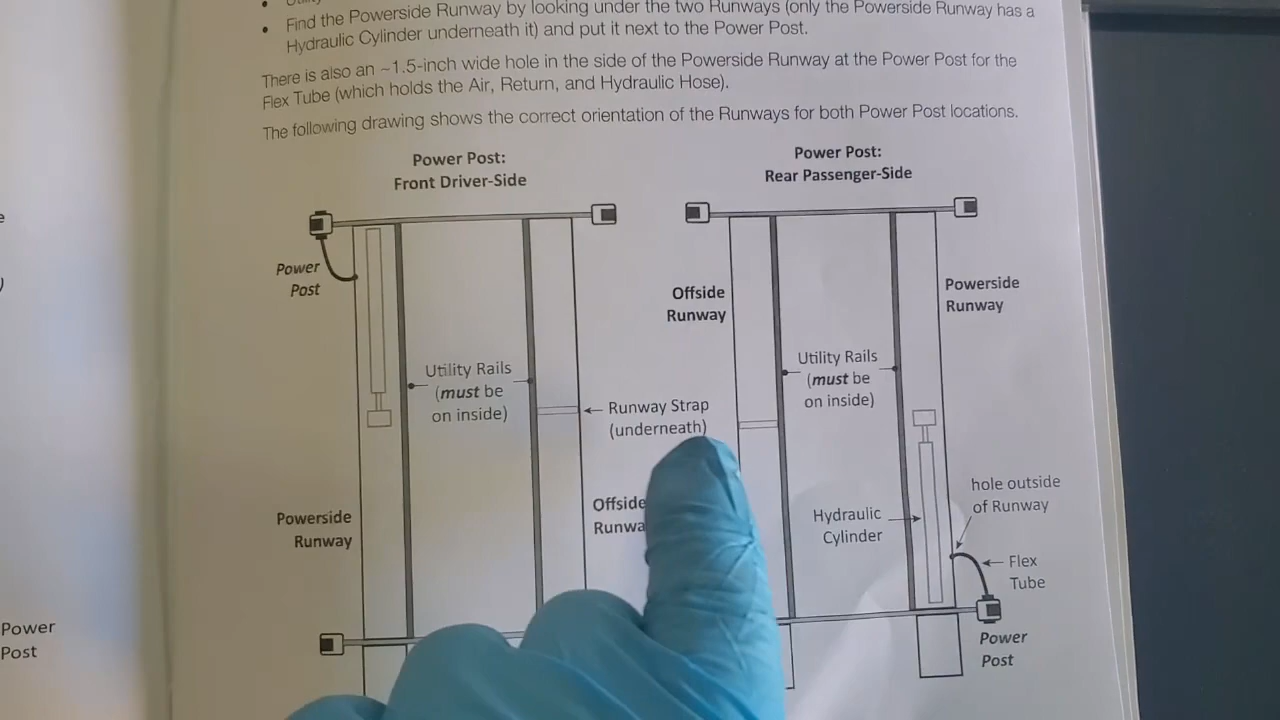 Find the Powerside Runway by looking under the two Runways (only the Powerside Runway has a
Hydraulic Cylinder underneath it) and put it next to the Power Post.
There is also an ~1.5-inch wide hole in the side of the Powerside Runway at the Power Post for the
Flex Tube (which holds the Air, Return, and Hydraulic Hose).
The following drawing shows the correct orientation of the Runways for both Power Post locations.
Power Post:
Front Driver-Side
Power
Post
Utility Rails
(must be
on inside)
Runway Strap
(underneath)
Powerside
Runway
Offside
Power Post:
Rear Passenger-Side
Offside
Runway
Powerside
Runway
Utility Rails
(must be
on inside)
hole outside
of Runway
Hydraulic
Cylinder
Flex
Tube
Power
Post
Power
Post